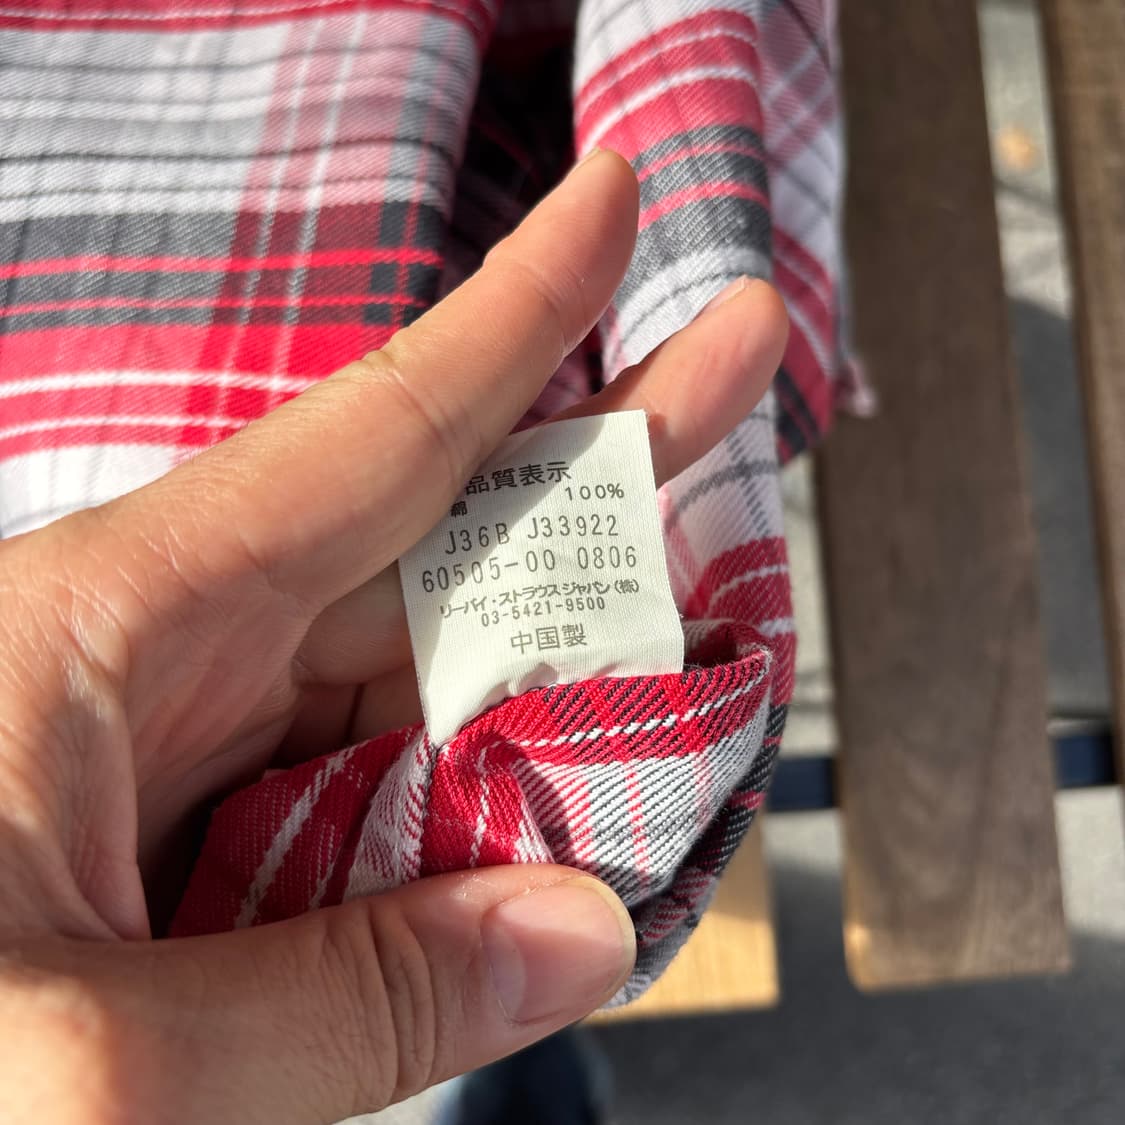 品質表示
綿 100%
J36B J33922
60505-00 0806
リーバイ・ストラウスジャパン(株)
03-5421-9500
中国製